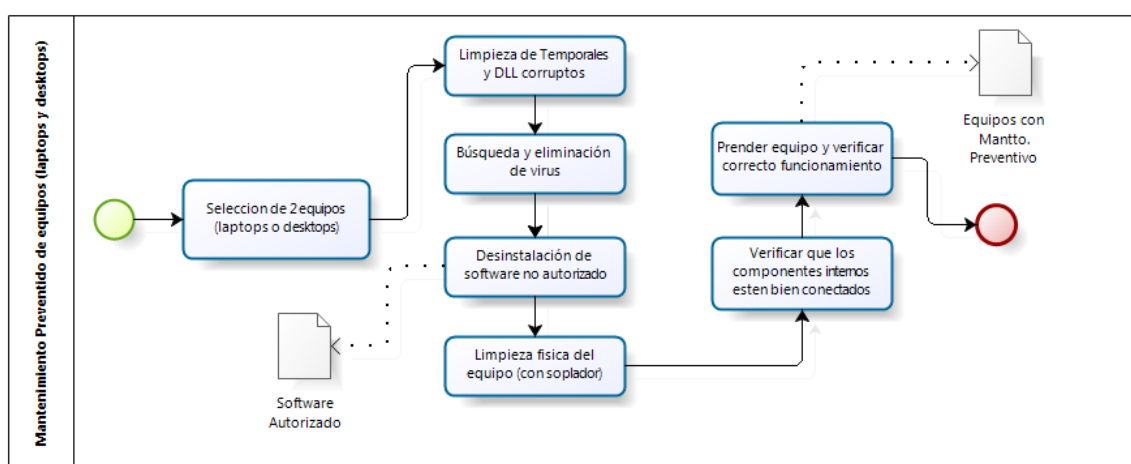 Mantenimiento Preventido de equipos (laptops y desktops)
Seleccion de 2 equipos
(laptops o desktops)
Limpieza de Temporales
y DLL corruptos
Búsqueda y eliminación
de virus
Desinstalación de
software no autorizado
Software
Autorizado
Limpieza fisica del
equipo (con soplador)
Verificar que los
componentes internos
esten bien conectados
Prender equipo y verificar
correcto funcionamiento
Equipos con
Mantto.
Preventivo